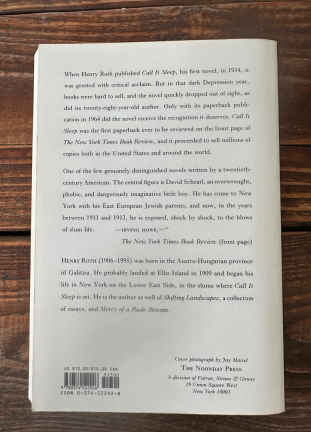 When Henry Roth published Call It Sleep, his first novel, in 1934, it
was greeted with critical acclaim. But in that dark Depression year,
books were hard to sell, and the novel quickly dropped out of sight, as
did its twenty-eight-year-old author. Only with its paperback publi-
cation in 1964 did the novel receive the recognition it deserves. Call It
Sleep was the first paperback ever to be reviewed on the front page of
The New York Times Book Review, and it proceeded to sell millions of
copies both in the United States and around the world.
One of the few genuinely distinguished novels written by a twentieth-
century American. The central figure is David Schearl, an overwrought,
phobic, and dangerously imaginative little boy. He has come to New
York with his East European Jewish parents, and now, in the years
between 1911 and 1913, he is exposed, shock by shock, to the blows
of slum life. —IRVING HOWE,
The New York Times Book Review (front page)
HENRY ROTH (1906–1995) was born in the Austro-Hungarian province
of Galitzia. He probably landed at Ellis Island in 1909 and began his
life in New York on the Lower East Side, in the slums where Call It
Sleep is set. He is the author as well of Shifting Landscapes, a collection
of essays, and Mercy of a Rude Stream.
Cover photograph by
THE NOONDAY PRESS
A division of Farrar, Straus & Giroux
19 Union Square West
New York 10003